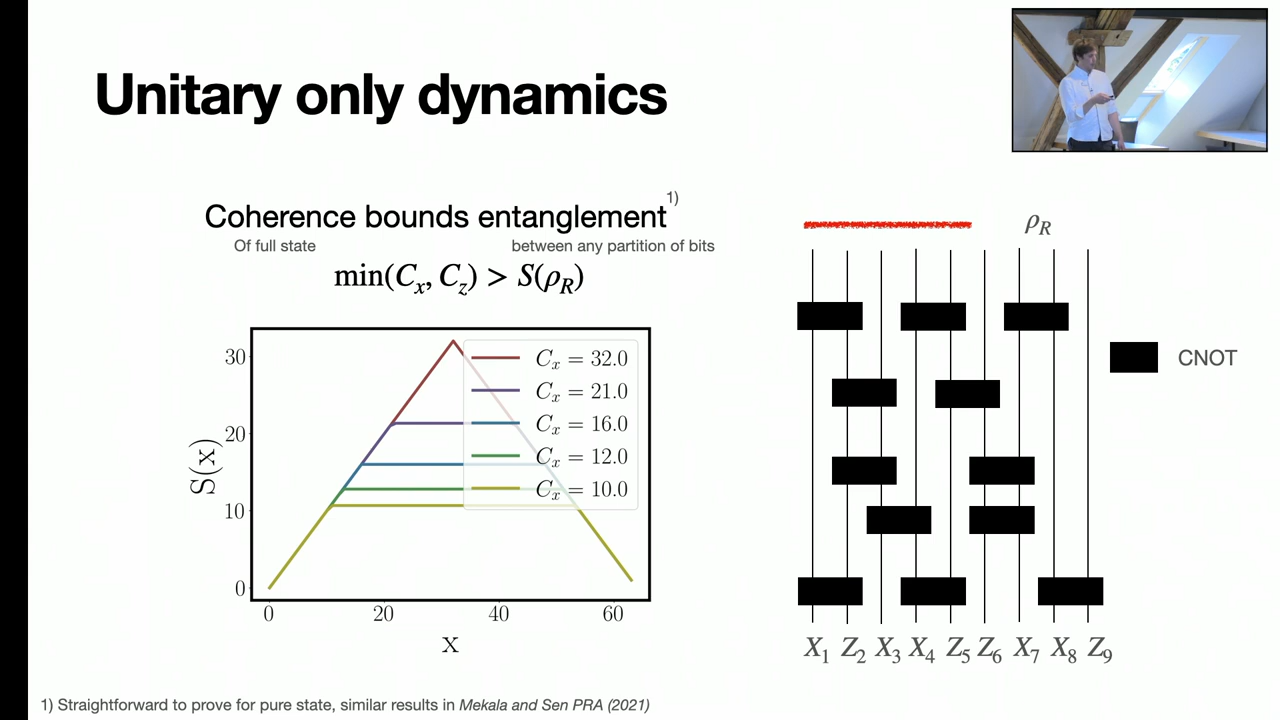 Unitary only dynamics
Coherence bounds entanglement 1)
Of full state
between any partition of bits
min(Cₓ, C_z) > S(ρ_R)
ρ_R
30
20
10
0
S(x)
Cₓ = 32.0
Cₓ = 21.0
Cₓ = 16.0
Cₓ = 12.0
Cₓ = 10.0
0 20 40 60
x
CNOT
X₁ Z₂ X₃ X₄ Z₅ Z₆ X₇ X₈ Z₉
1) Straightforward to prove for pure state, similar results in Mekala and Sen PRA (2021)